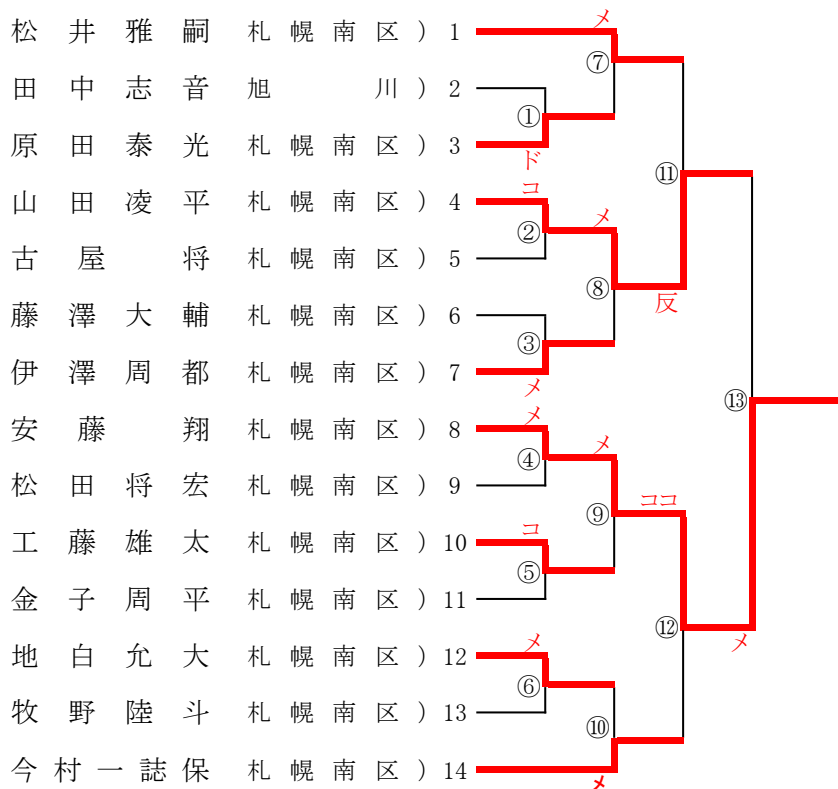 松井雅嗣 札幌南区) 1 メ
⑦
田中志音 旭川) 2
①
原田泰光 札幌南区) 3 ド
⑪
山田凌平 札幌南区) 4 コ メ
②
古屋将 札幌南区) 5
⑧ 反
藤澤大輔 札幌南区) 6
③
伊澤周都 札幌南区) 7 メ
⑬
安藤翔 札幌南区) 8 メ メ
④
松田将宏 札幌南区) 9
⑨ ココ
工藤雄太 札幌南区) 10 コ
⑤
金子周平 札幌南区) 11
⑫ メ
地白允大 札幌南区) 12 メ
⑥
牧野陸斗 札幌南区) 13
⑩
今村一誌保 札幌南区) 14 メ